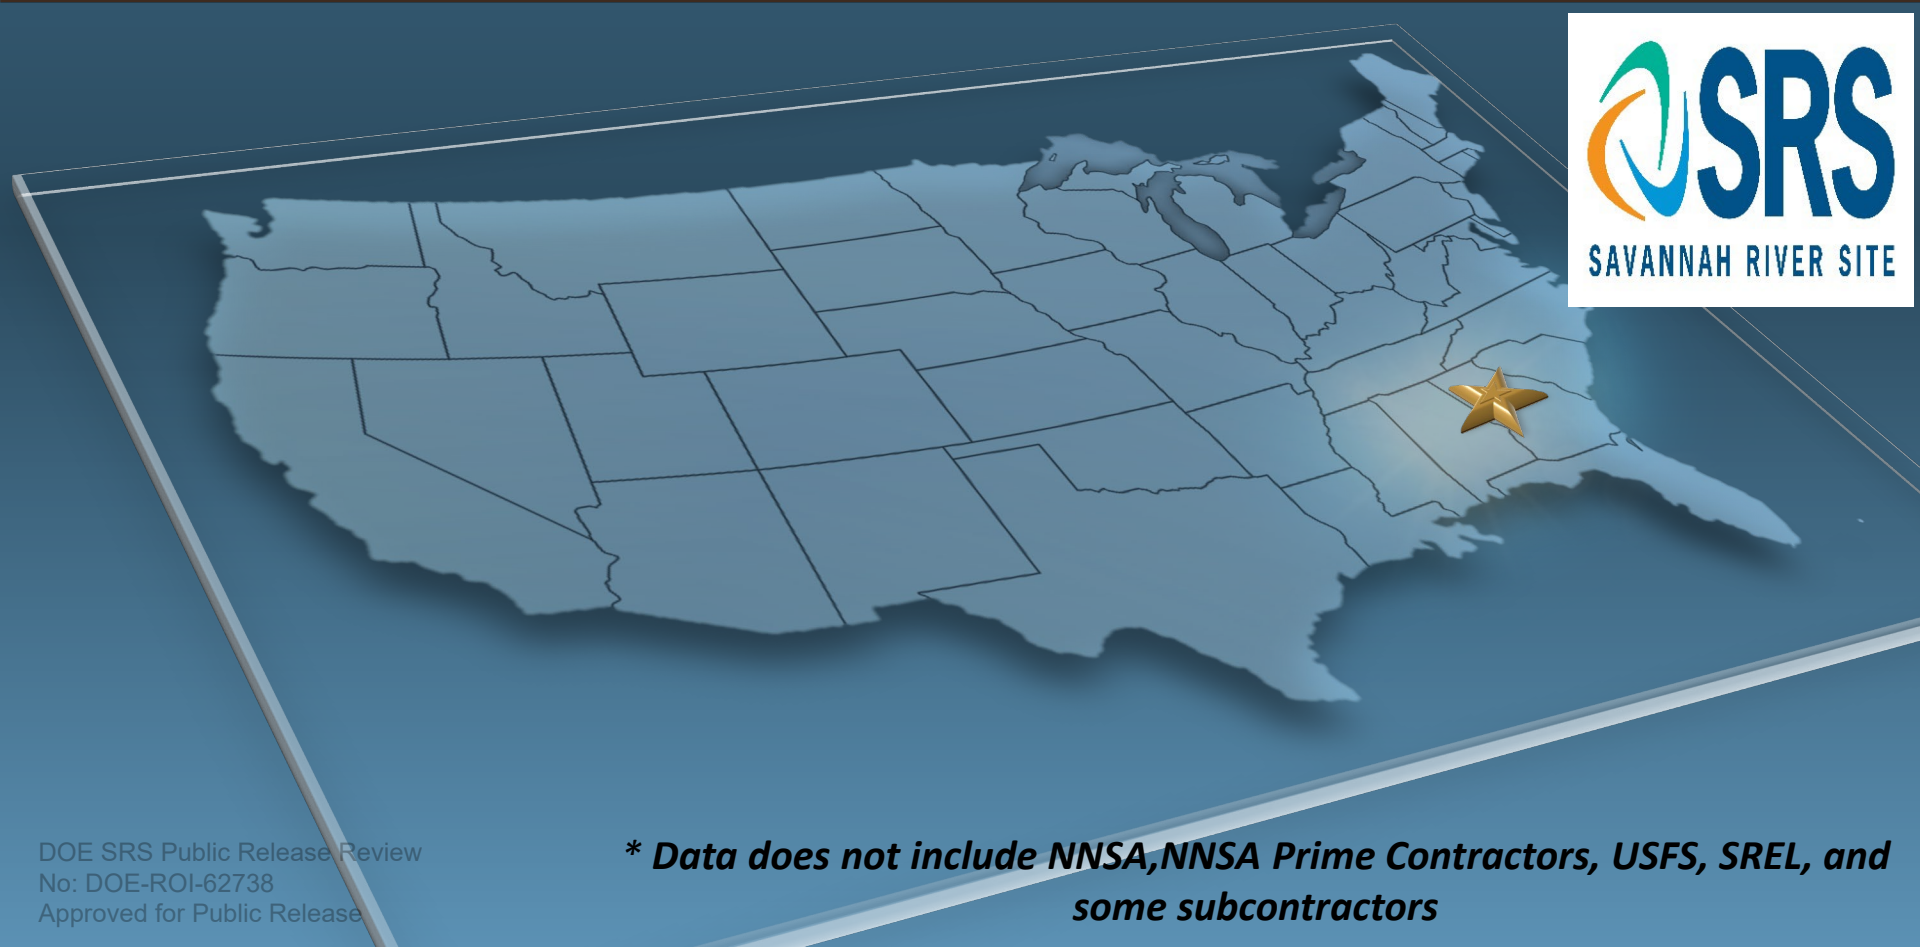 SRS
SAVANNAH RIVER SITE
DOE SRS Public Release Review
No: DOE-ROI-62738
Approved for Public Release
* Data does not include NNSA,NNSA Prime Contractors, USFS, SREL, and
some subcontractors